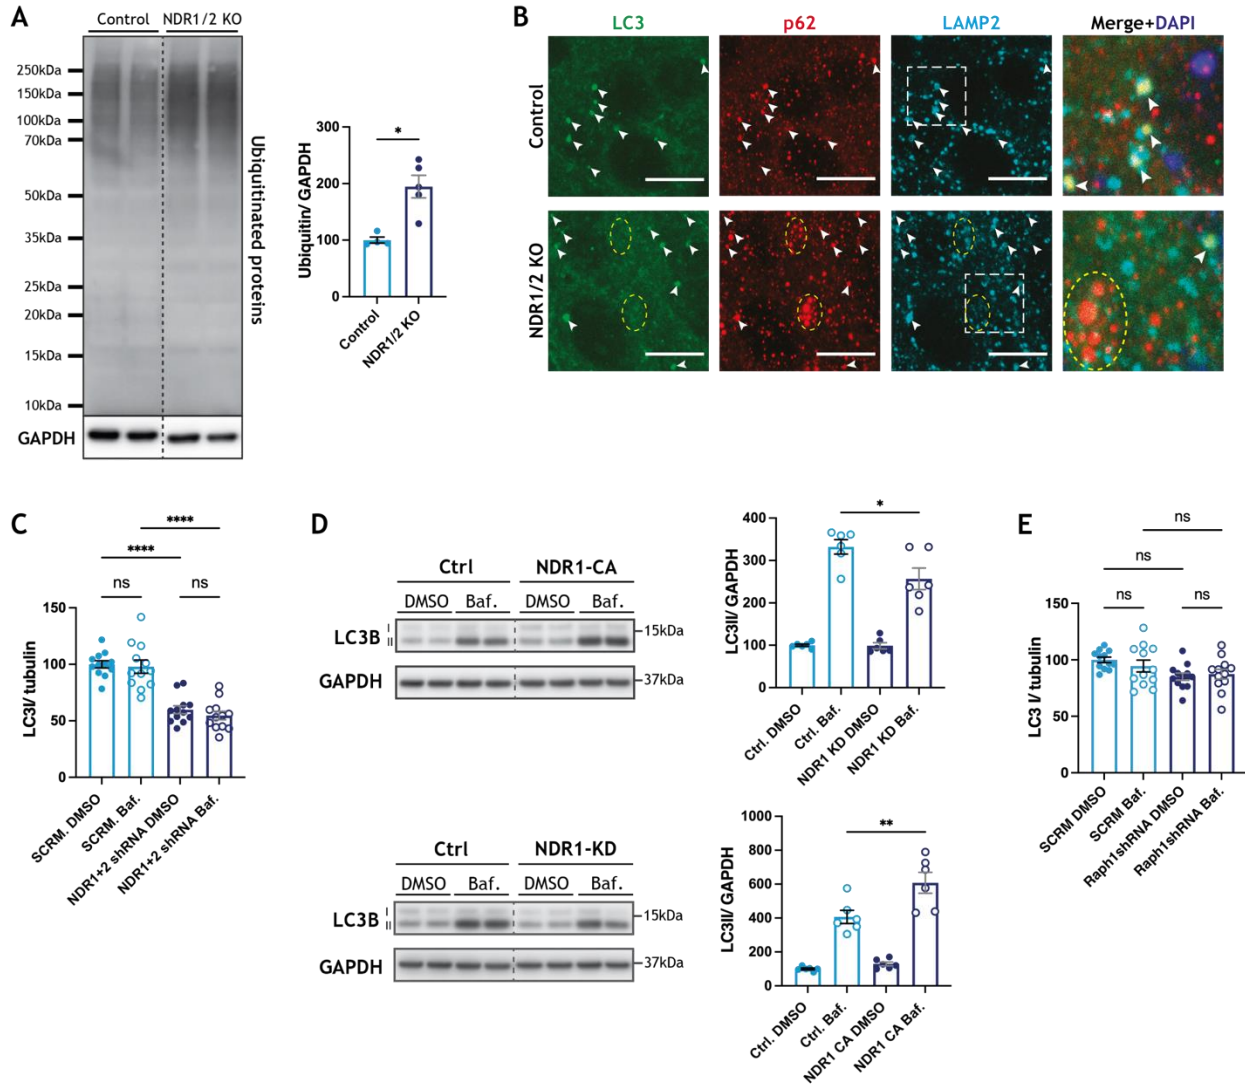 A
Control NDR1/2 KO
250kDa
150kDa
100kDa
70kDa
50kDa
35kDa
25kDa
20kDa
15kDa
10kDa
GAPDH
Ubiquitinated proteins
Ubiquitin/ GAPDH
300
200
100
0
*
Control
NDR1/2 KO
B
LC3 p62 LAMP2 Merge+DAPI
Control
NDR1/2 KO
C
LC3I/ tubulin
150
100
50
0
****
****
ns ns
SCRM. DMSO
SCRM. Baf.
NDR1+2 shRNA DMSO
NDR1+2 shRNA Baf.
D
Ctrl NDR1-CA
DMSO Baf. DMSO Baf.
LC3B
I
II
15kDa
GAPDH
37kDa
LC3II/ GAPDH
400
300
200
100
0
*
Ctrl. DMSO
Ctrl. Baf.
NDR1 KD DMSO
NDR1 KD Baf.
Ctrl NDR1-KD
DMSO Baf. DMSO Baf.
LC3B
I
II
15kDa
GAPDH
37kDa
LC3II/ GAPDH
1000
800
600
400
200
0
**
Ctrl. DMSO
Ctrl. Baf.
NDR1 CA DMSO
NDR1 CA Baf.
E
LC3 I/ tubulin
150
100
50
0
ns
ns
ns ns
SCRM DMSO
SCRM Baf.
Raph1shRNA DMSO
Raph1shRNA Baf.